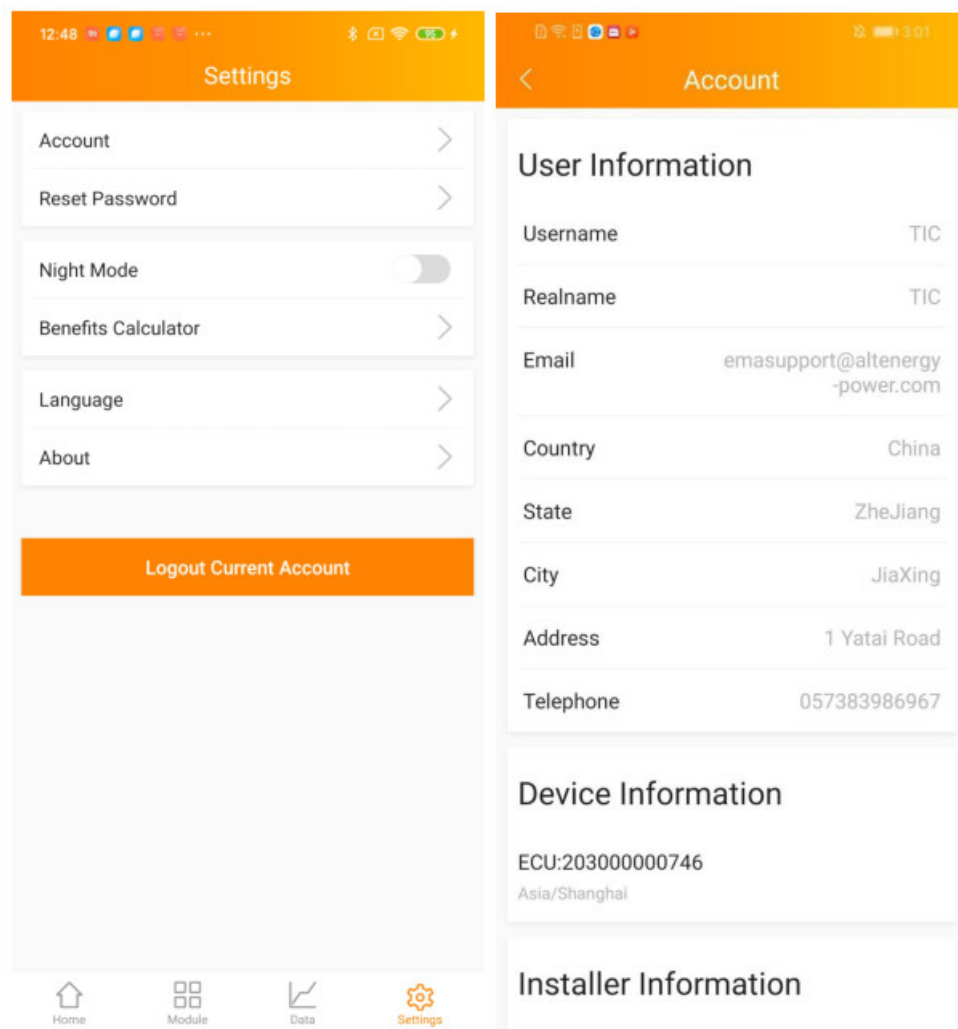 12:48
Settings
Account
Reset Password
Night Mode
Benefits Calculator
Language
About
Logout Current Account
Home
Module
Data
Settings
3:01
Account
User Information
Username TIC
Realname TIC
Email emasupport@altenergy
-power.com
Country China
State ZheJiang
City JiaXing
Address 1 Yatai Road
Telephone 057383986967
Device Information
ECU:203000000746
Asia/Shanghai
Installer Information